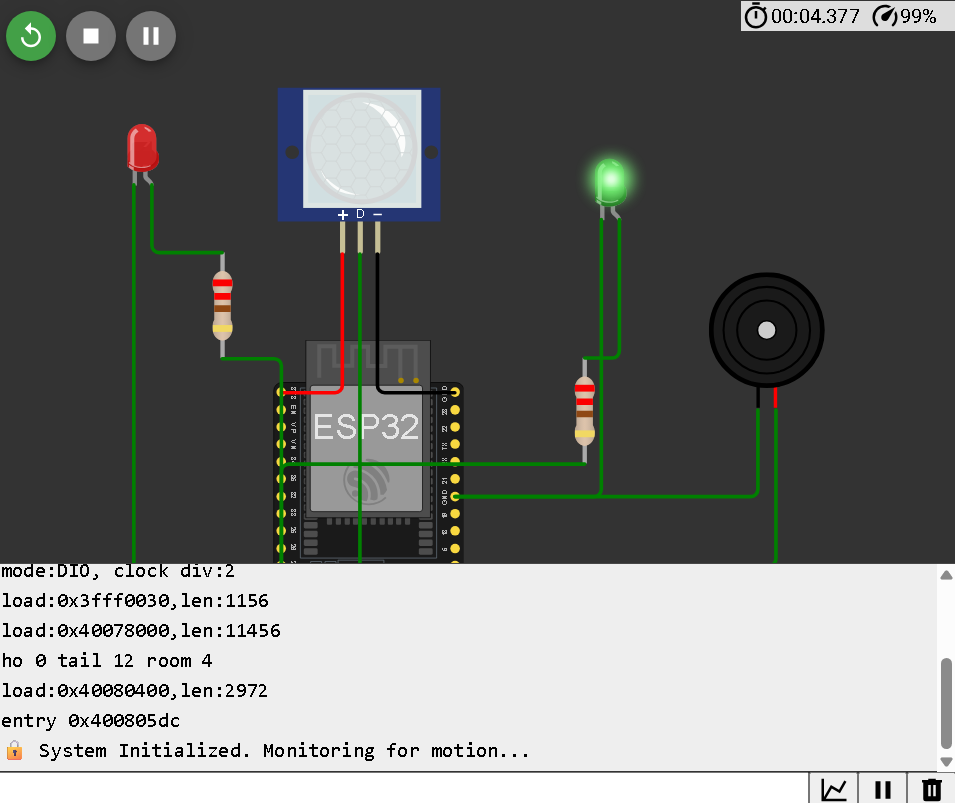 00:04.377 99%
+ D −
ESP32
GND
mode:DIO, clock div:2
load:0x3fff0030,len:1156
load:0x40078000,len:11456
ho 0 tail 12 room 4
load:0x40080400,len:2972
entry 0x400805dc
🔒 System Initialized. Monitoring for motion...